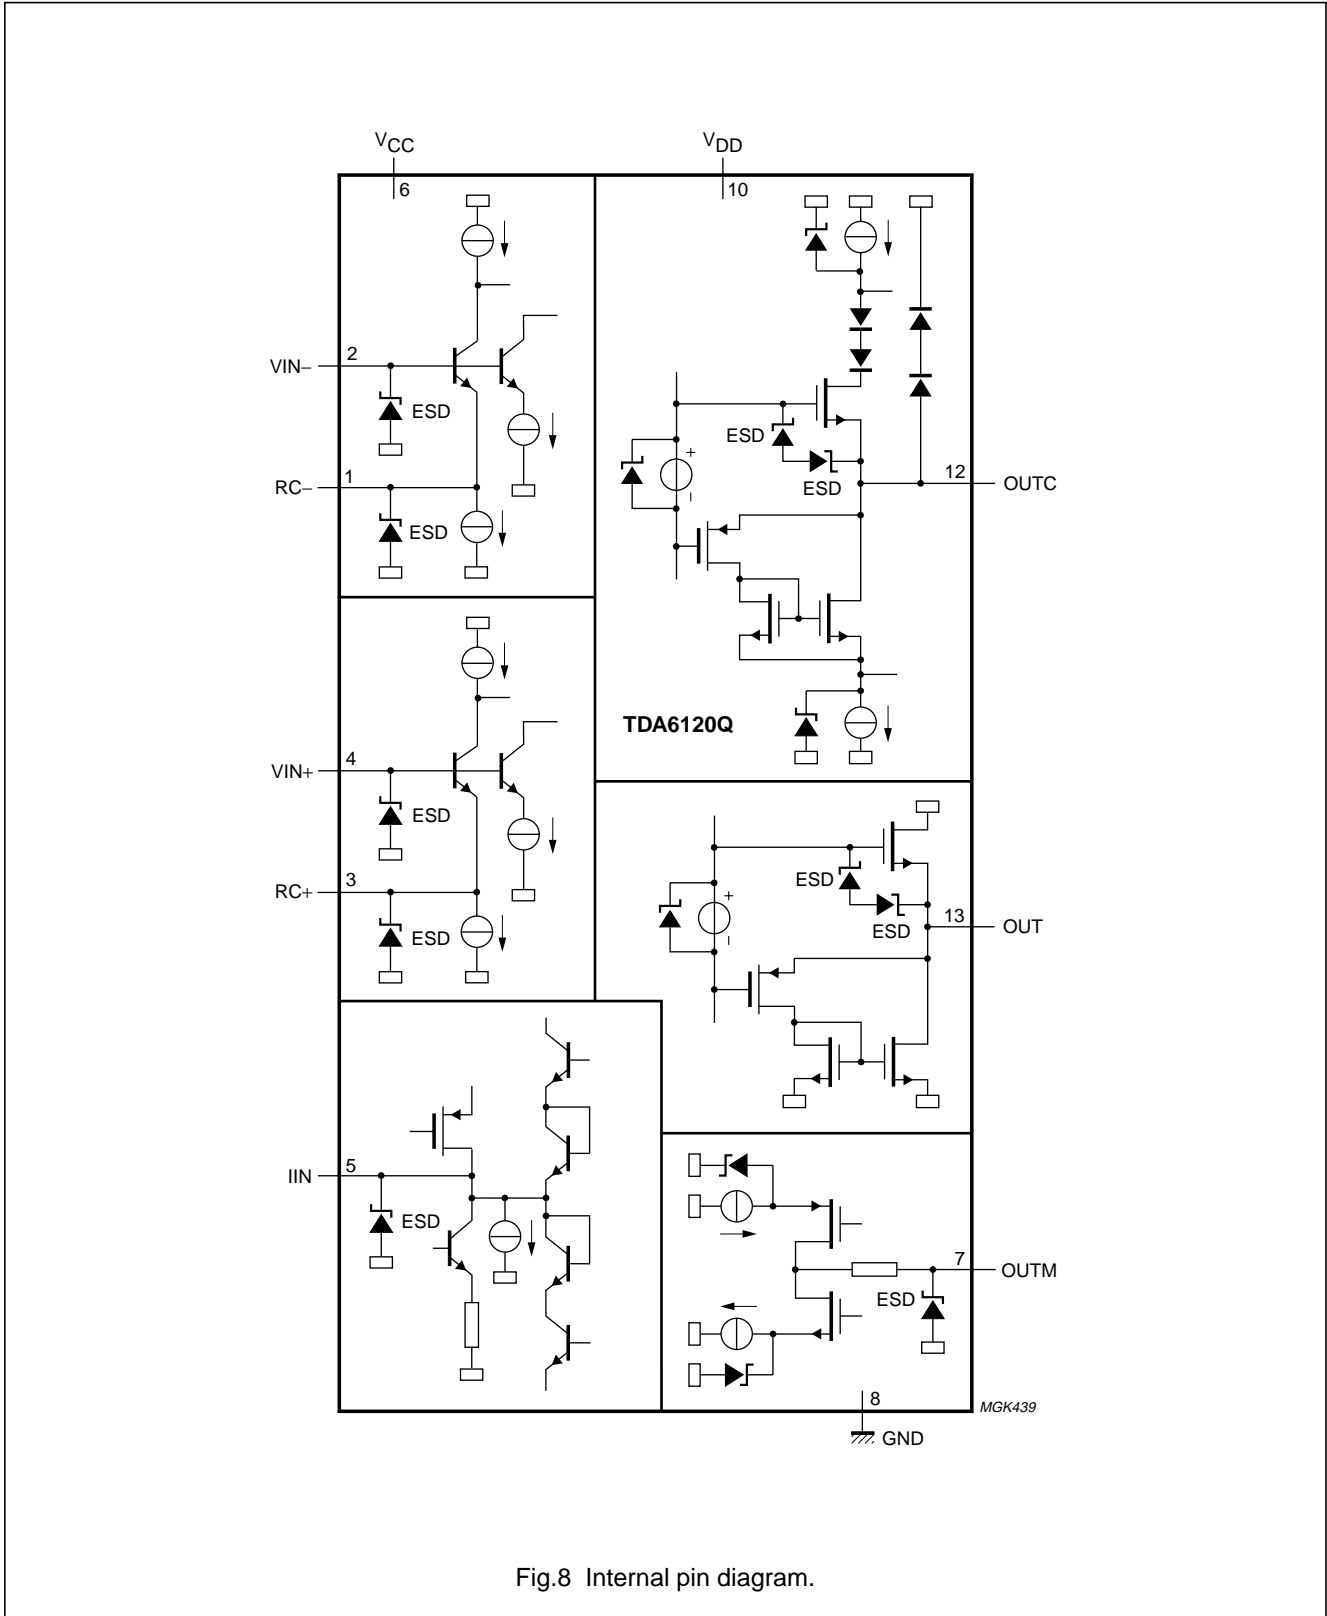 VCC
6
VDD
10
VIN−
2
ESD
RC−
1
ESD
ESD
ESD
+
−
12
OUTC
TDA6120Q
VIN+
4
ESD
RC+
3
ESD
ESD
ESD
+
−
13
OUT
IIN
5
ESD
7
OUTM
ESD
8
GND
MGK439
Fig.8 Internal pin diagram.